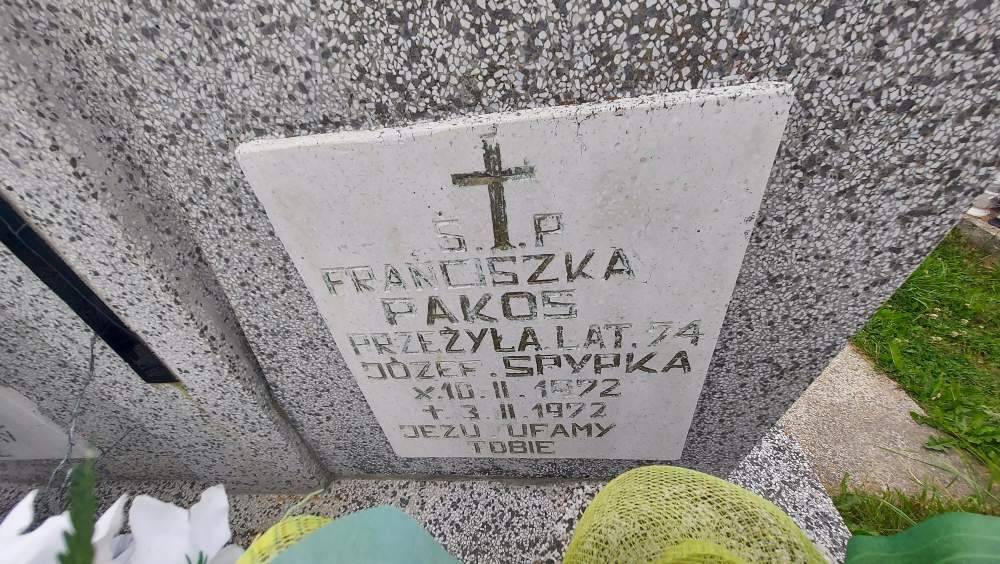 Ś. P
FRANCISZKA
PAKOS
PRZEŻYŁA. LAT. 74
JÓZEF. SPYPKA
× 10. II. 1972
+ 3. II. 1972
JEZU UFAMY
TOBIE